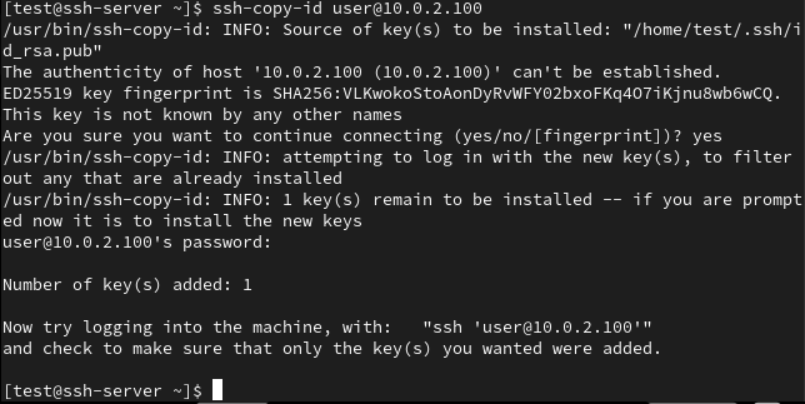 [test@ssh-server ~]$ ssh-copy-id user@10.0.2.100
/usr/bin/ssh-copy-id: INFO: Source of key(s) to be installed: "/home/test/.ssh/i
d_rsa.pub"
The authenticity of host '10.0.2.100 (10.0.2.100)' can't be established.
ED25519 key fingerprint is SHA256:VLKwokoStoAonDyRvWFY02bxoFKq4O7iKjnu8wb6wCQ.
This key is not known by any other names
Are you sure you want to continue connecting (yes/no/[fingerprint])? yes
/usr/bin/ssh-copy-id: INFO: attempting to log in with the new key(s), to filter
out any that are already installed
/usr/bin/ssh-copy-id: INFO: 1 key(s) remain to be installed -- if you are prompt
ed now it is to install the new keys
user@10.0.2.100's password:

Number of key(s) added: 1

Now try logging into the machine, with:   "ssh 'user@10.0.2.100'"
and check to make sure that only the key(s) you wanted were added.

[test@ssh-server ~]$